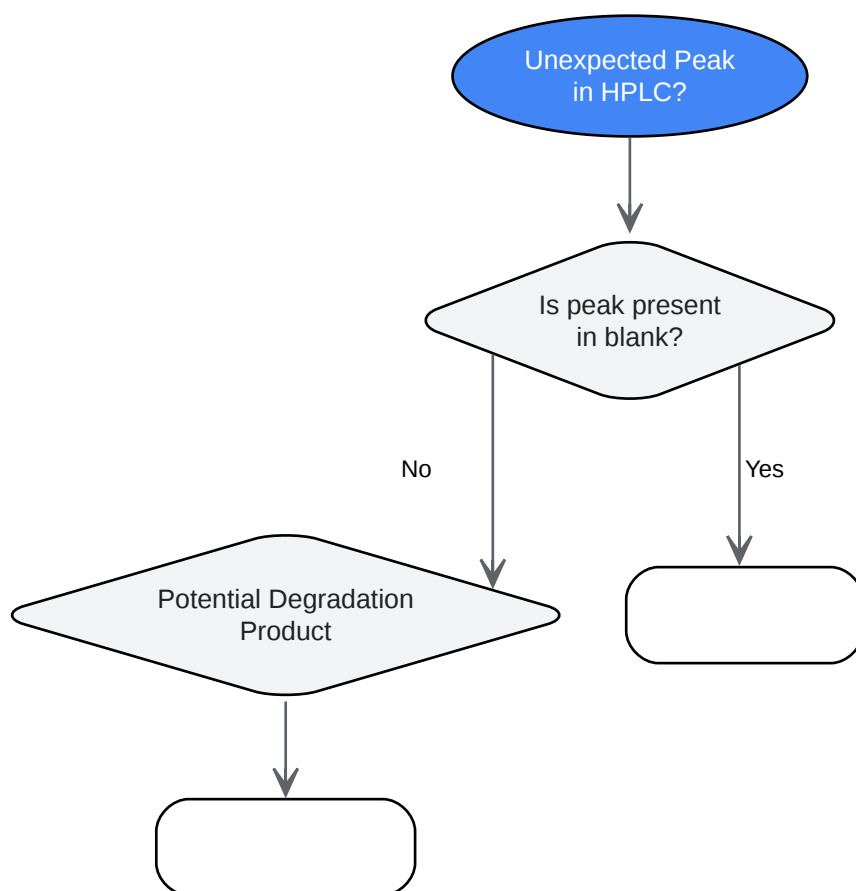 Unexpected Peak
in HPLC?
Is peak present
in blank?
No
Yes
Potential Degradation
Product